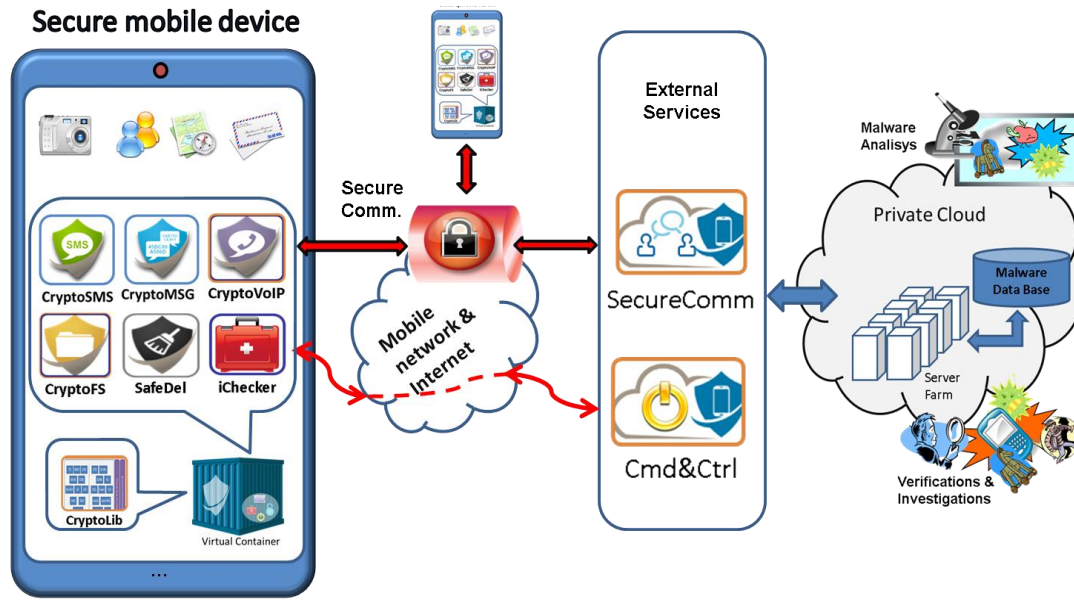 Secure mobile device
SMS
CryptoSMS
CryptoMSG
CryptoVoIP
CryptoFS
SafeDel
iChecker
CryptoLib
Virtual Container
...
Secure
Comm.
Mobile
network &
Internet
External
Services
SecureComm
Cmd&Ctrl
Malware
Analisys
Private Cloud
Malware
Data Base
Server
Farm
Verifications &
Investigations